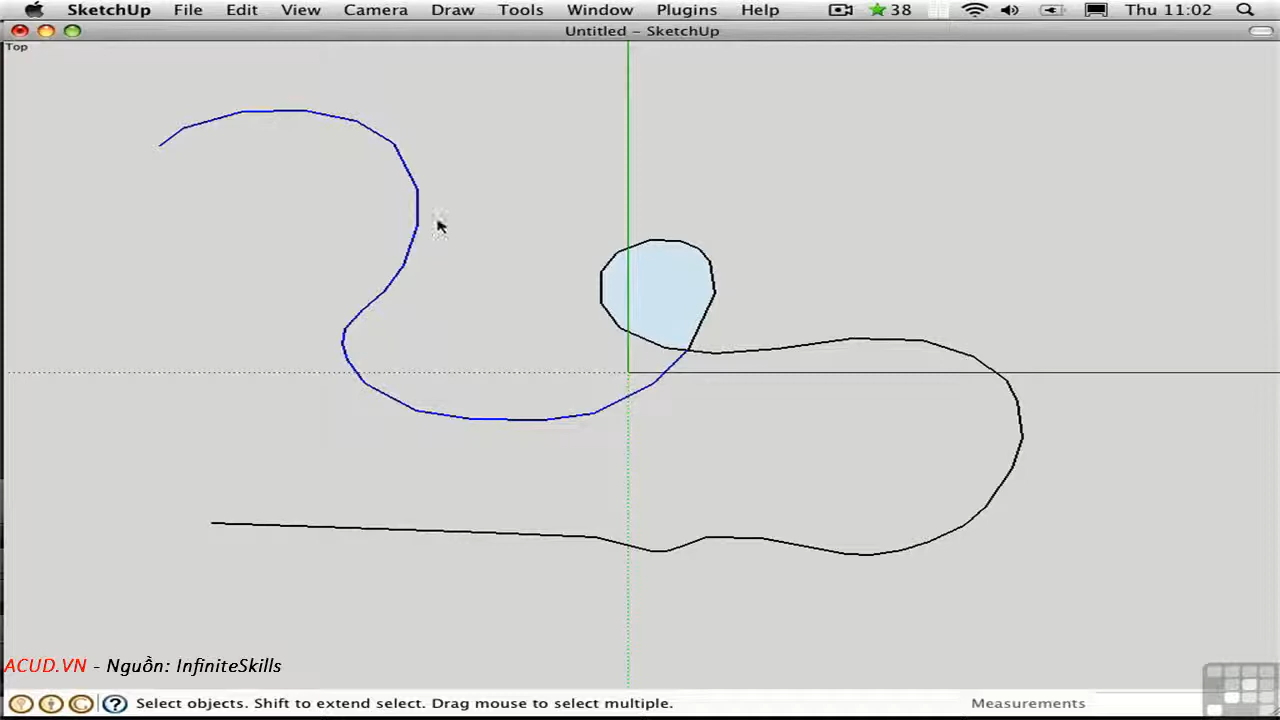 SketchUp File Edit View Camera Draw Tools Window Plugins Help 38 Thu 11:02
Untitled – SketchUp
Top
ACUD.VN - Nguồn: InfiniteSkills
Select objects. Shift to extend select. Drag mouse to select multiple. Measurements